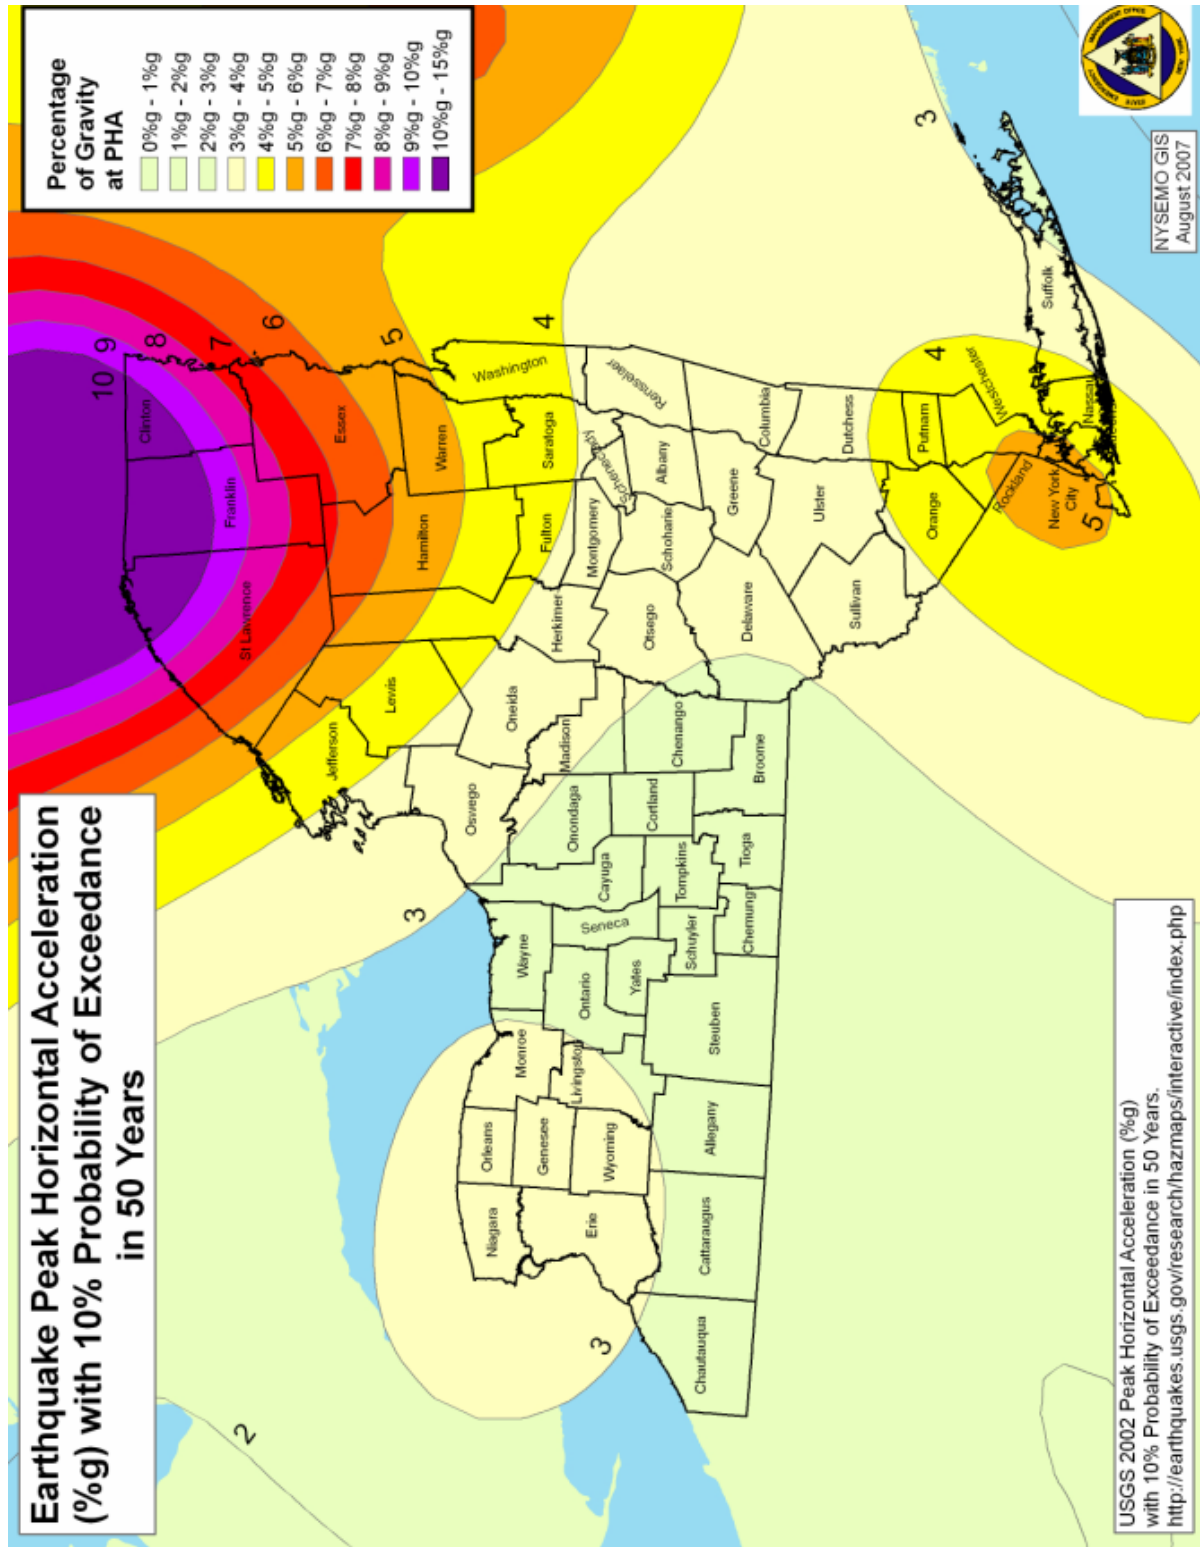 Earthquake Peak Horizontal Acceleration
(%g) with 10% Probability of Exceedance
in 50 Years
Percentage
of Gravity
at PHA
0%g - 1%g
1%g - 2%g
2%g - 3%g
3%g - 4%g
4%g - 5%g
5%g - 6%g
6%g - 7%g
7%g - 8%g
8%g - 9%g
9%g - 10%g
10%g - 15%g
10
9
8
7
6
5
4
3
2
3
3
4
5
Clinton
Franklin
St Lawrence
Essex
Jefferson
Lewis
Hamilton
Warren
Washington
Oswego
Oneida
Herkimer
Fulton
Saratoga
Niagara
Orleans
Monroe
Wayne
Genesee
Ontario
Seneca
Cayuga
Onondaga
Madison
Montgomery
Schenectady
Rensselaer
Erie
Wyoming
Livingston
Yates
Tompkins
Cortland
Chenango
Otsego
Schoharie
Albany
Chautauqua
Cattaraugus
Allegany
Steuben
Schuyler
Chemung
Tioga
Broome
Delaware
Greene
Columbia
Sullivan
Ulster
Dutchess
Orange
Putnam
Rockland
Westchester
New York
City
Nassau
Suffolk
USGS 2002 Peak Horizontal Acceleration (%g)
with 10% Probability of Exceedance in 50 Years.
http://earthquakes.usgs.gov/research/hazmaps/interactive/index.php
NYSEMO GIS
August 2007